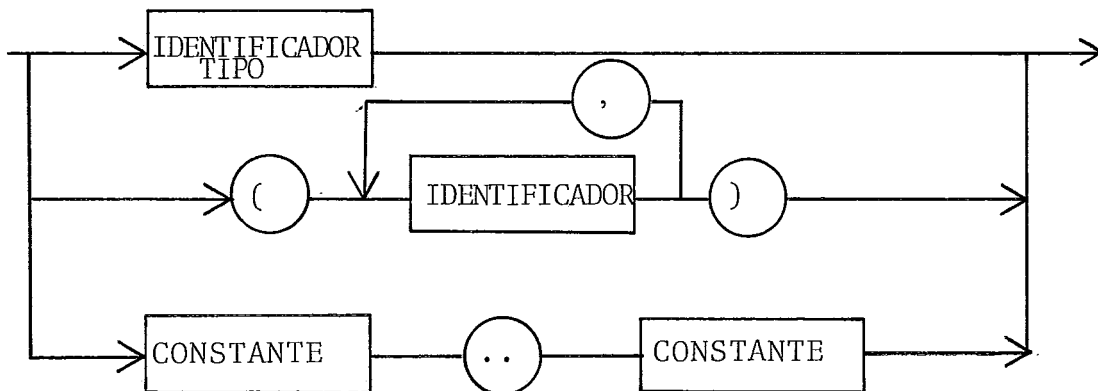 IDENTIFICADOR
TIPO
,
( IDENTIFICADOR )
CONSTANTE .. CONSTANTE